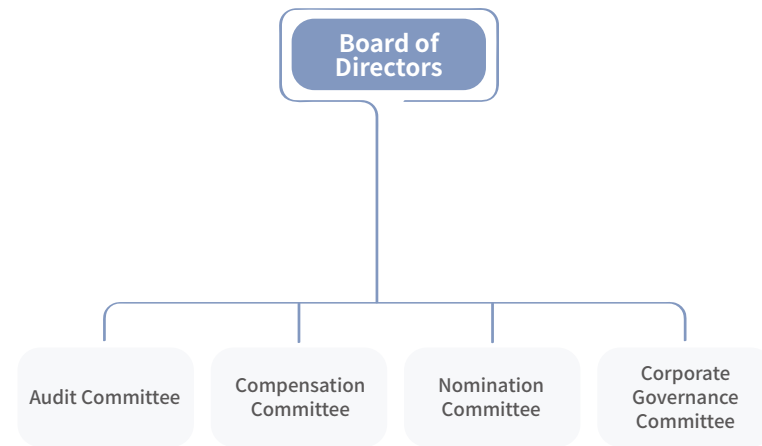 Board of
Directors
Audit Committee
Compensation
Committee
Nomination
Committee
Corporate
Governance
Committee